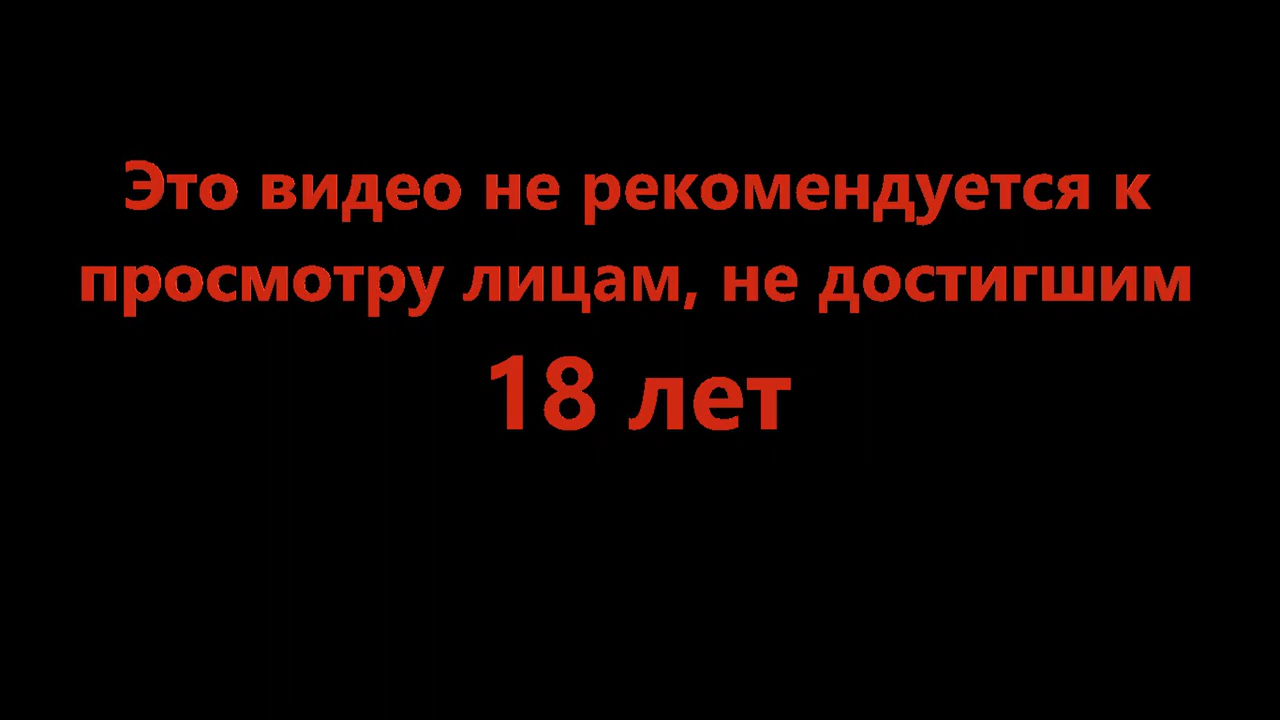 Это видео не рекомендуется к
просмотру лицам, не достигшим
18 лет